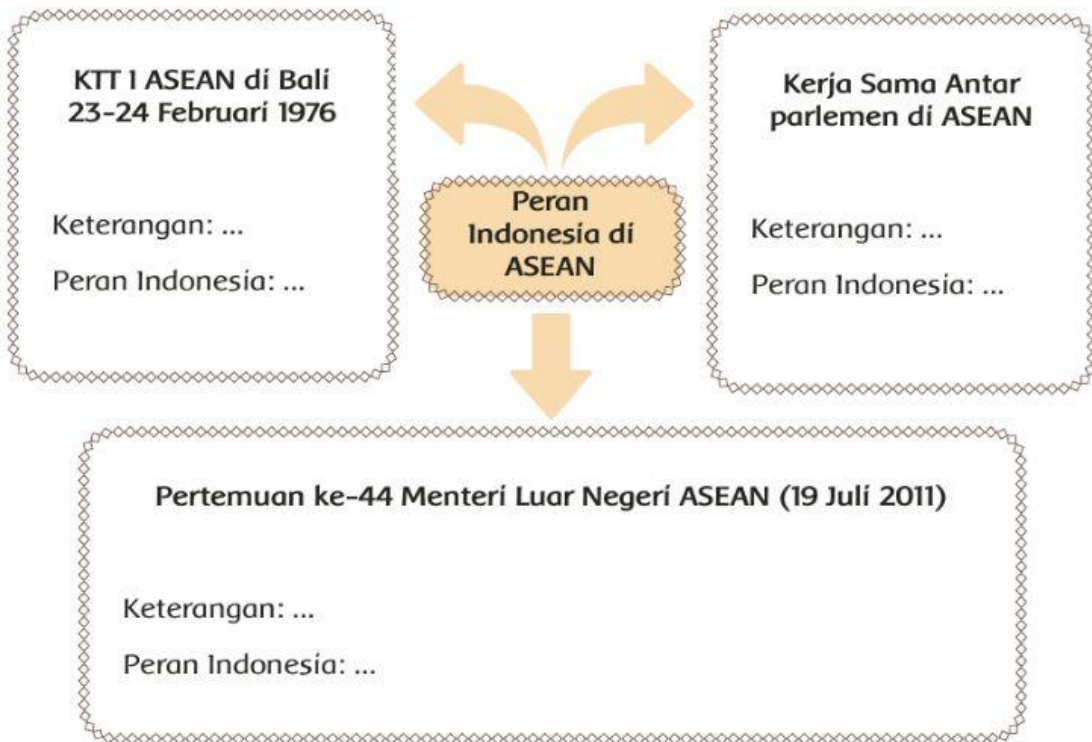 KTT 1 ASEAN di Bali
23-24 Februari 1976
Keterangan: ...
Peran Indonesia: ...
Peran
Indonesia di
ASEAN
Kerja Sama Antar
parlemen di ASEAN
Keterangan: ...
Peran Indonesia: ...
Pertemuan ke-44 Menteri Luar Negeri ASEAN (19 Juli 2011)
Keterangan: ...
Peran Indonesia: ...